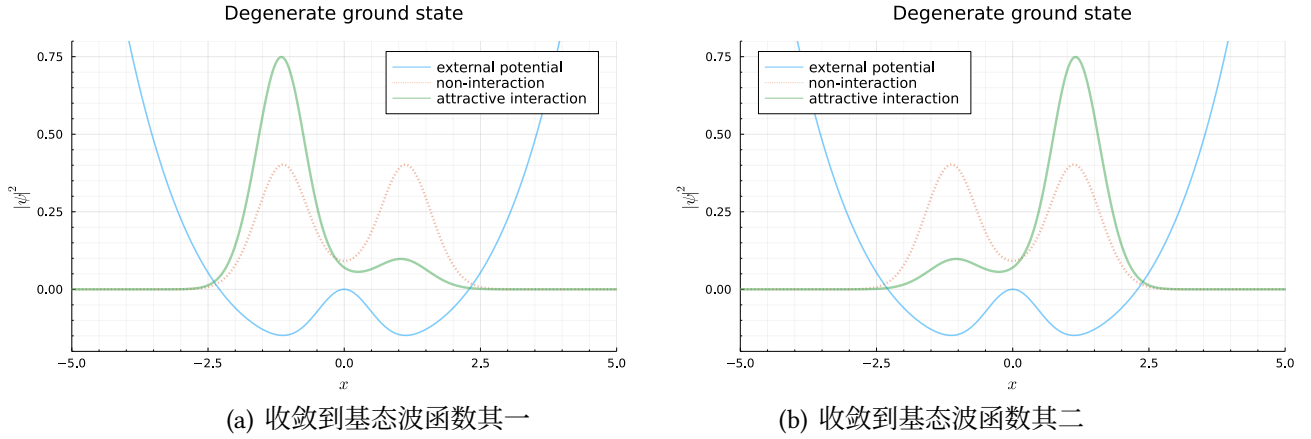 Degenerate ground state
0.75
0.50
0.25
0.00
|ψ|²
external potential
non-interaction
attractive interaction
−5.0 −2.5 0.0 2.5 5.0
x
(a) 收敛到基态波函数其一
Degenerate ground state
0.75
0.50
0.25
0.00
|ψ|²
external potential
non-interaction
attractive interaction
−5.0 −2.5 0.0 2.5 5.0
x
(b) 收敛到基态波函数其二